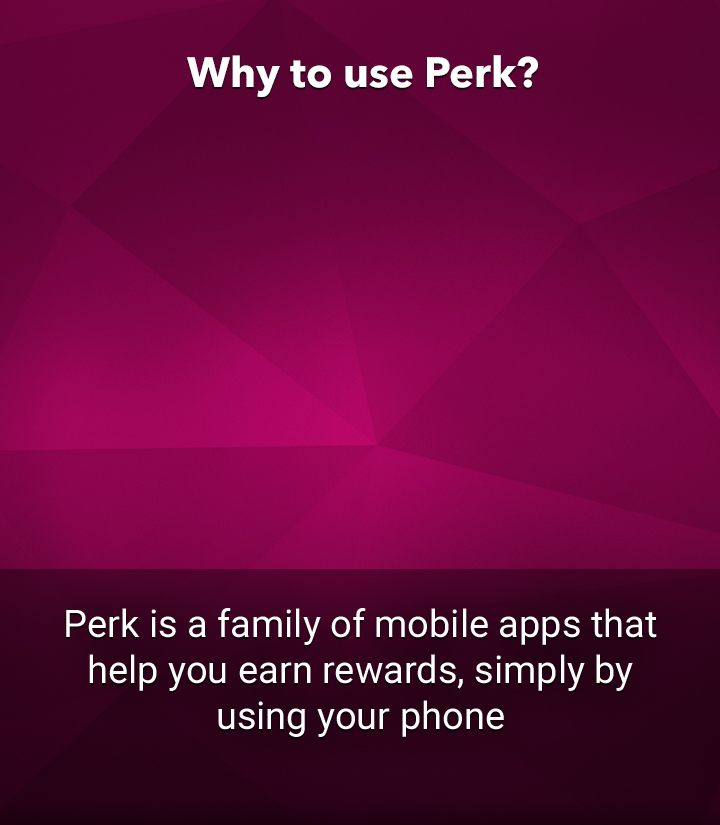 Why to use Perk?
Perk is a family of mobile apps that
help you earn rewards, simply by
using your phone